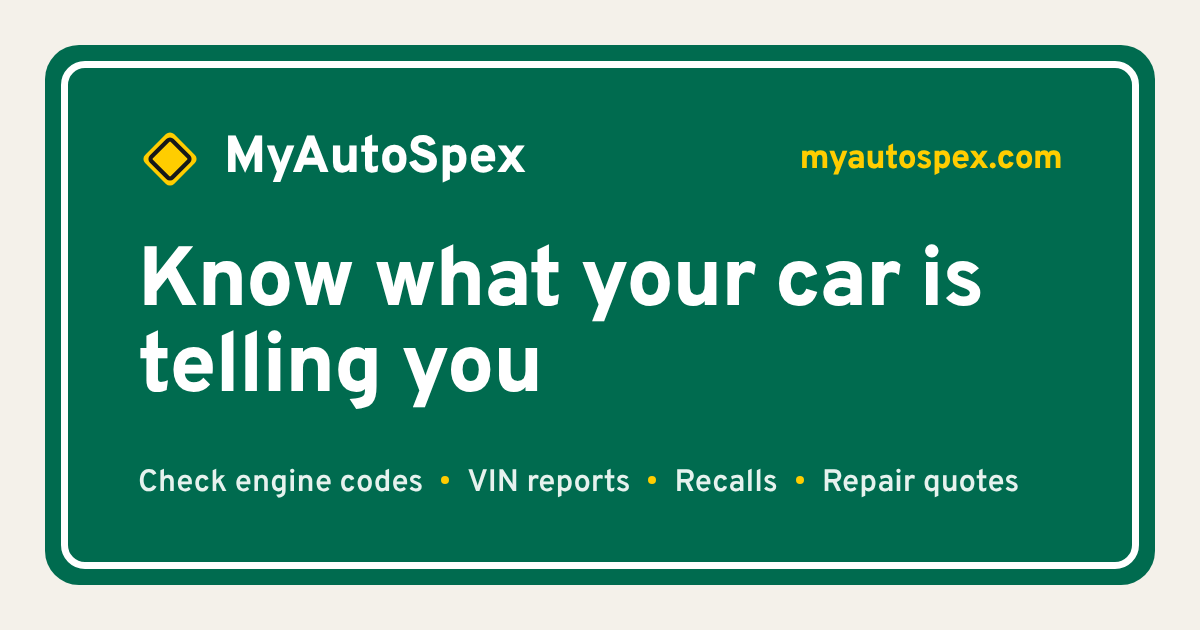 MyAutoSpex
myautospex.com
Know what your car is
telling you
Check engine codes • VIN reports • Recalls • Repair quotes